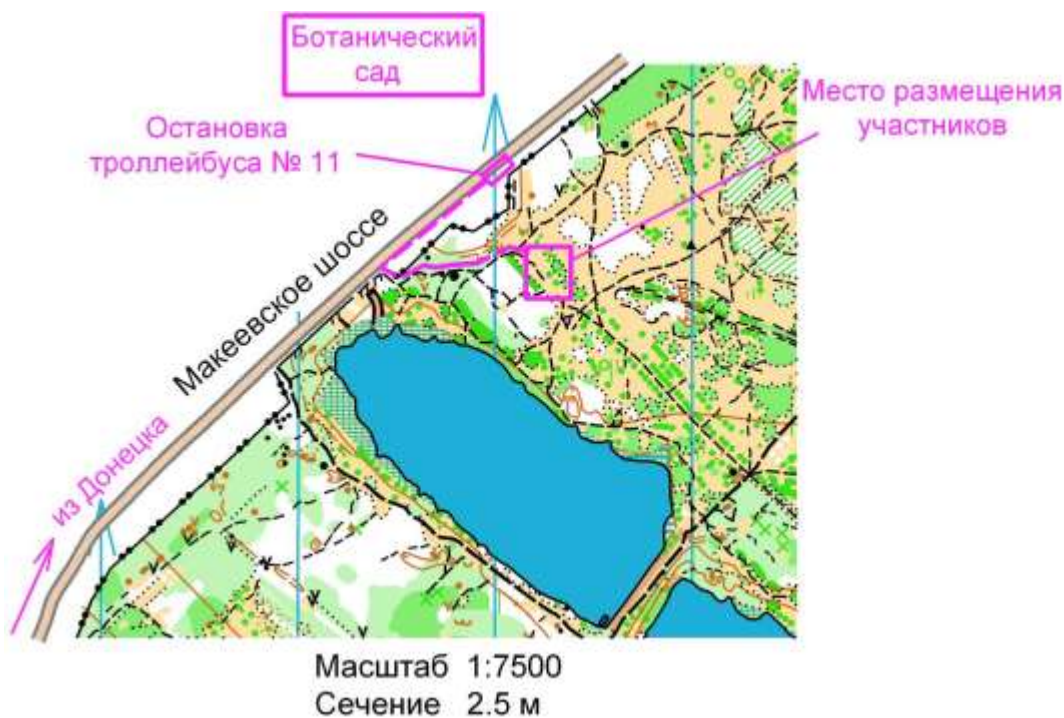 Ботанический
сад
Остановка
троллейбуса № 11
Место размещения
участников
Макеевское шоссе
из Донецка
Масштаб 1:7500
Сечение 2.5 м